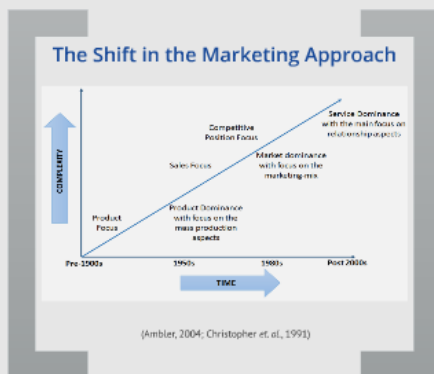 The Shift in the Marketing Approach
Service Dominance
with the main focus on
relationship aspects
Competitive
Position Focus
Market dominance
with focus on
the marketing-mix
Sales Focus
COMPLEXITY
Product Dominance
with focus on the
mass production
aspects
Product
Focus
Pre-1900s
1950s
1980s
Post 2000s
TIME
(Ambler, 2004; Christopher et. al., 1991)